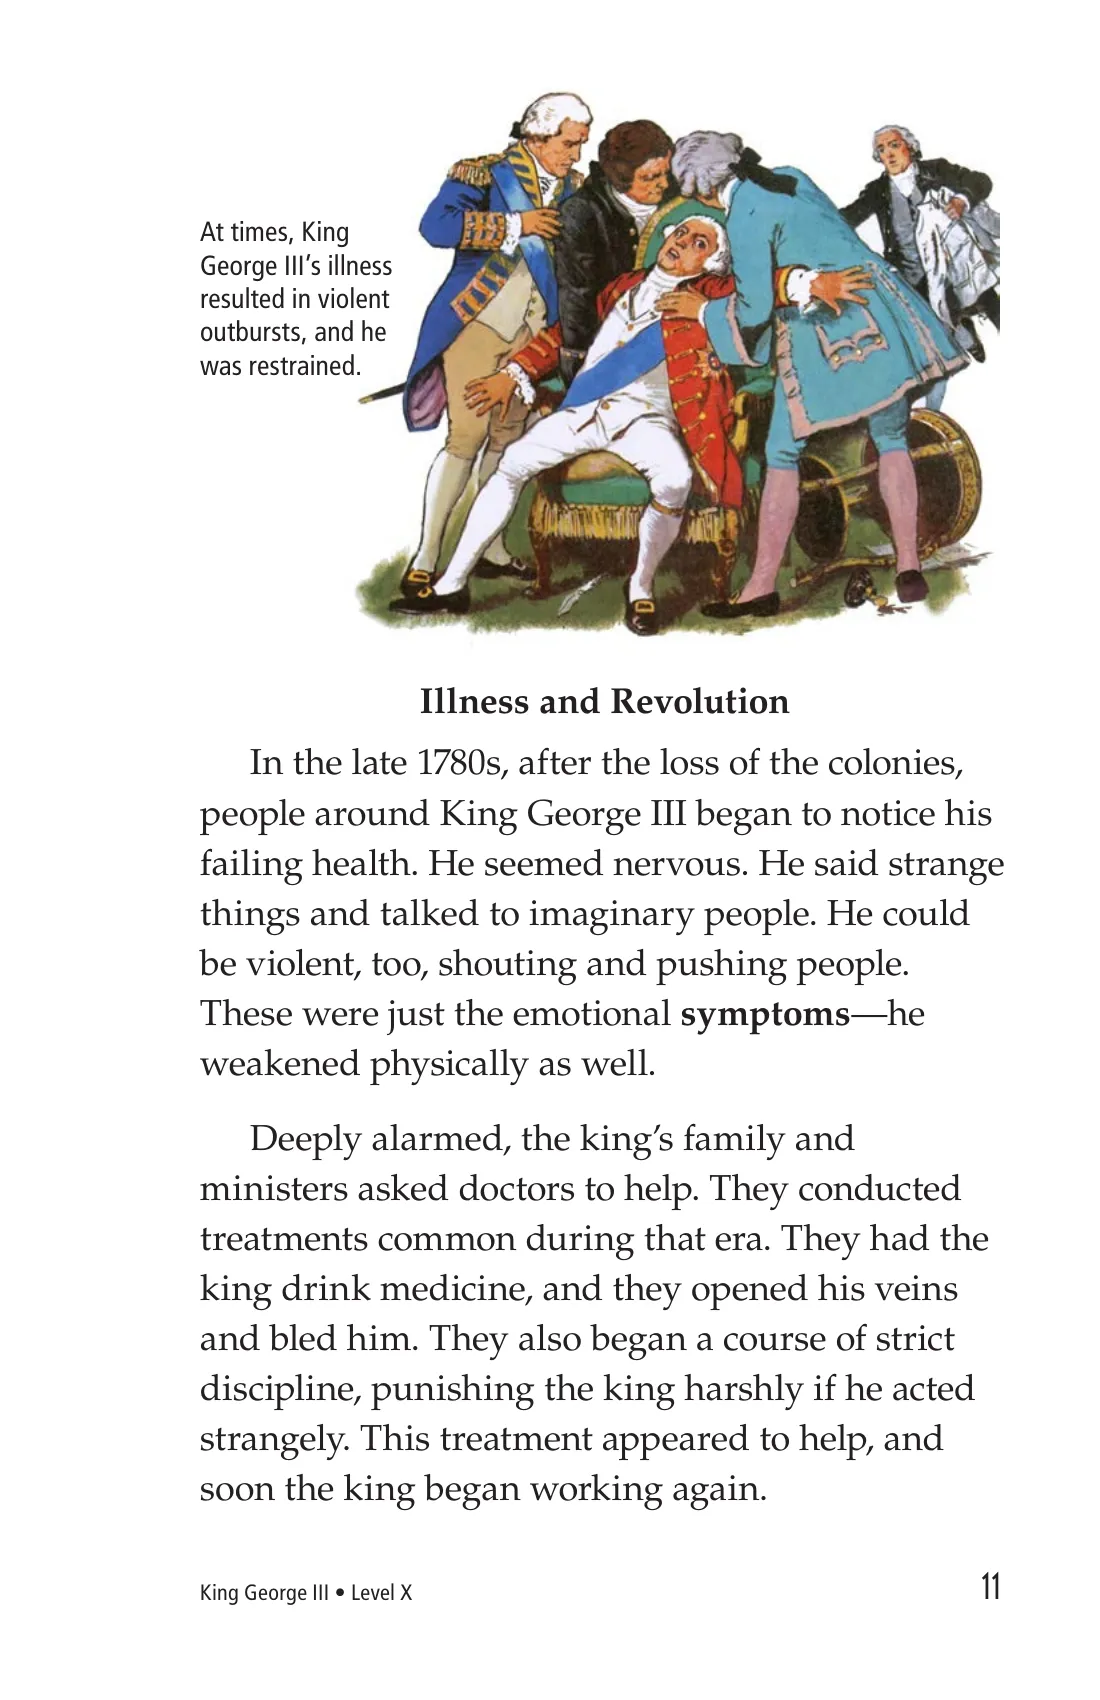 At times, King
George III’s illness
resulted in violent
outbursts, and he
was restrained.
Illness and Revolution
In the late 1780s, after the loss of the colonies,
people around King George III began to notice his
failing health. He seemed nervous. He said strange
things and talked to imaginary people. He could
be violent, too, shouting and pushing people.
These were just the emotional symptoms—he
weakened physically as well.
Deeply alarmed, the king’s family and
ministers asked doctors to help. They conducted
treatments common during that era. They had the
king drink medicine, and they opened his veins
and bled him. They also began a course of strict
discipline, punishing the king harshly if he acted
strangely. This treatment appeared to help, and
soon the king began working again.
King George III • Level X
11